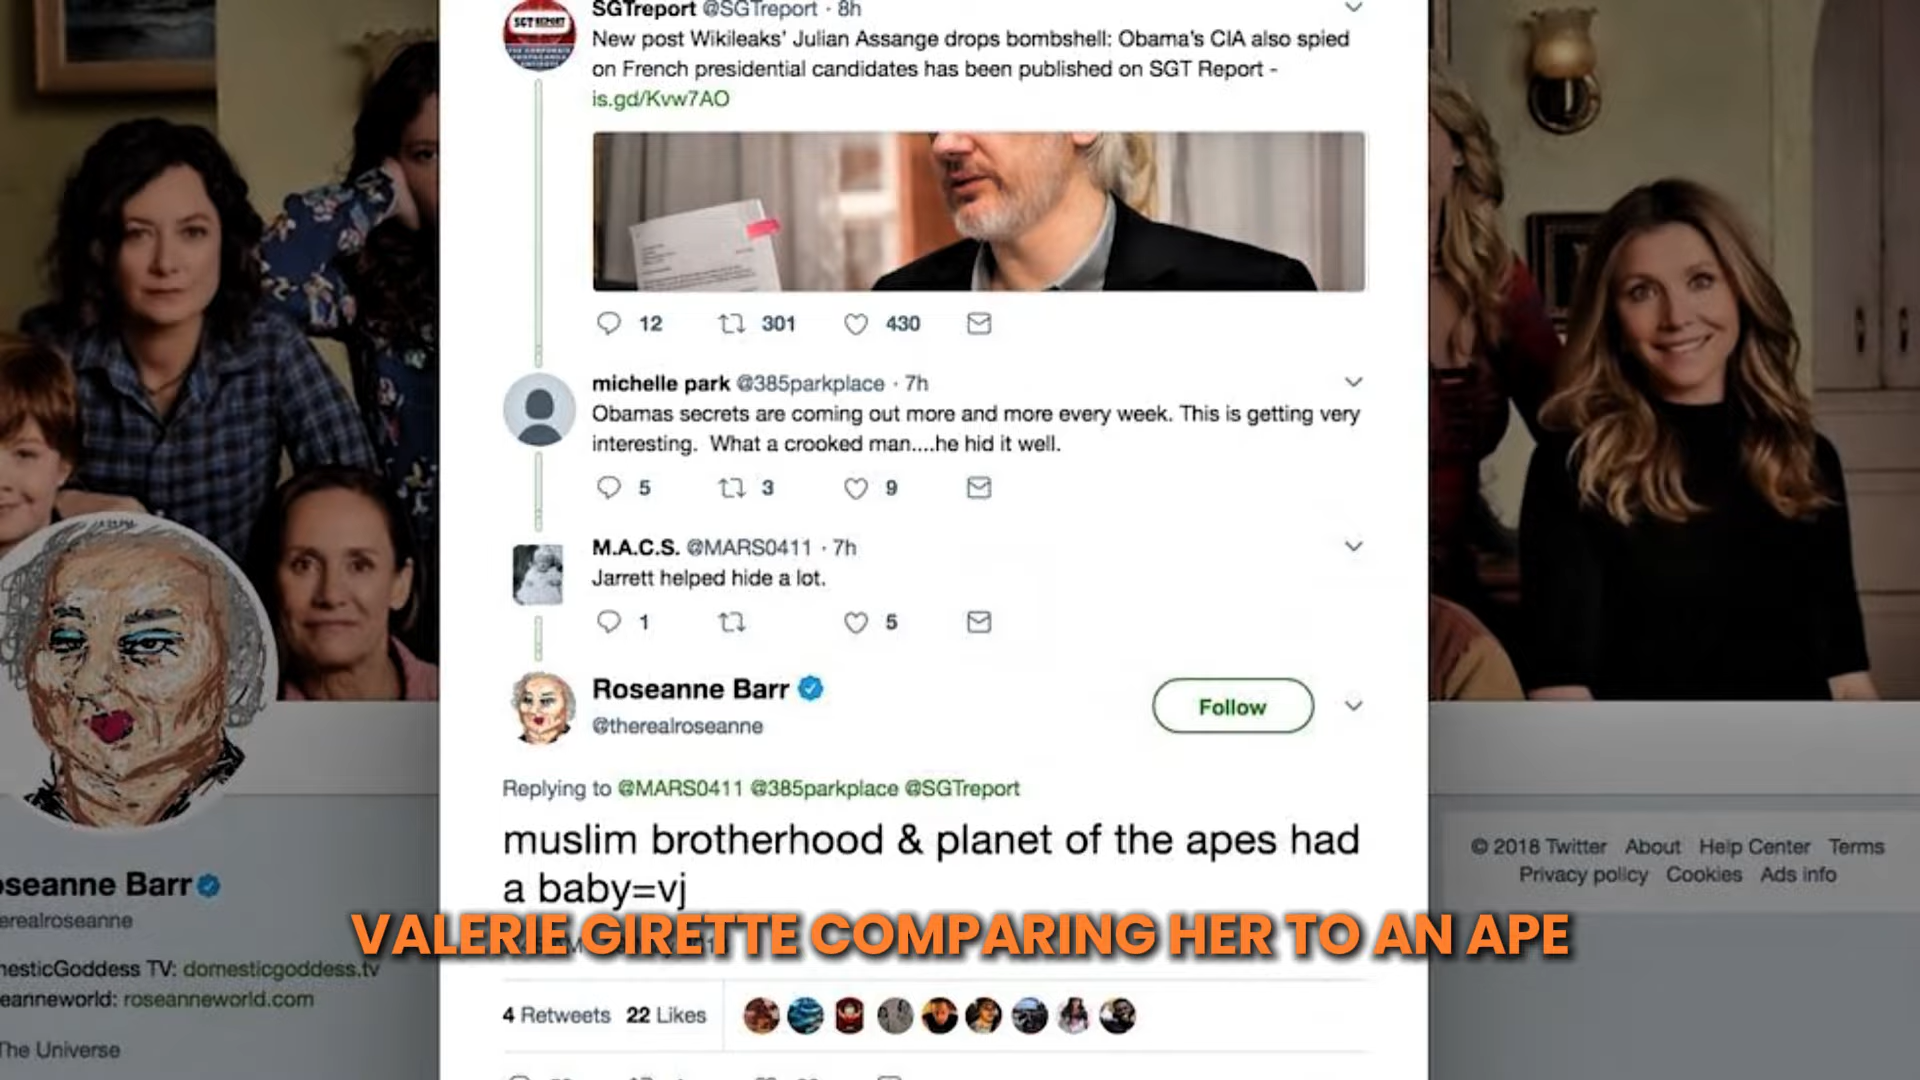 SGT REPORT
SGTreport @SGTreport · 8h
New post Wikileaks' Julian Assange drops bombshell: Obama's CIA also spied
on French presidential candidates has been published on SGT Report -
is.gd/Kvw7AO
12 301 430
michelle park @385parkplace · 7h
Obamas secrets are coming out more and more every week. This is getting very
interesting. What a crooked man....he hid it well.
5 3 9
M.A.C.S. @MARS0411 · 7h
Jarrett helped hide a lot.
1 5
Roseanne Barr
@therealroseanne
Follow
Replying to @MARS0411 @385parkplace @SGTreport
muslim brotherhood & planet of the apes had
a baby=vj
VALERIE GIRETTE COMPARING HER TO AN APE
4 Retweets 22 Likes
oseanne Barr
erealroseanne
nesticGoddess TV: domesticgoddess.tv
eanneworld: roseanneworld.com
The Universe
© 2018 Twitter About Help Center Terms
Privacy policy Cookies Ads info